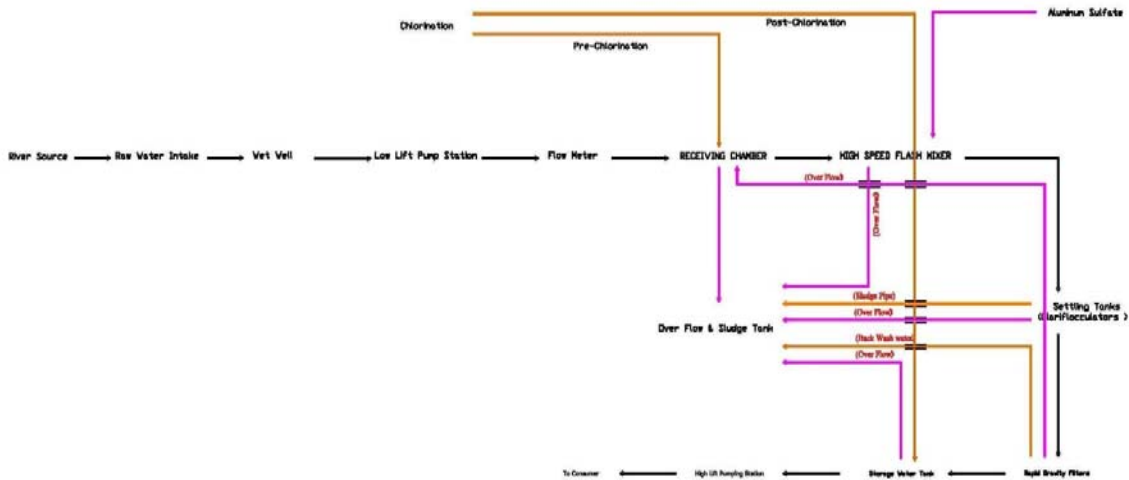 Aluminum Sulfate
Post-Chlorination
Chlorination
Pre-Chlorination
River Source
Raw Water Intake
Wet Well
Low Lift Pump Station
Flow Meter
RECEIVING CHAMBER
HIGH SPEED FLASH MIXER
(Over Flow)
(Over Flow)
(Sludge Pipe)
Settling Tanks
(Clariflocculators )
(Over Flow)
Over Flow & Sludge Tank
(Back Wash water)
(Over Flow)
To Consumer
High Lift Pumping Station
Storage Water Tank
Rapid Gravity Filters